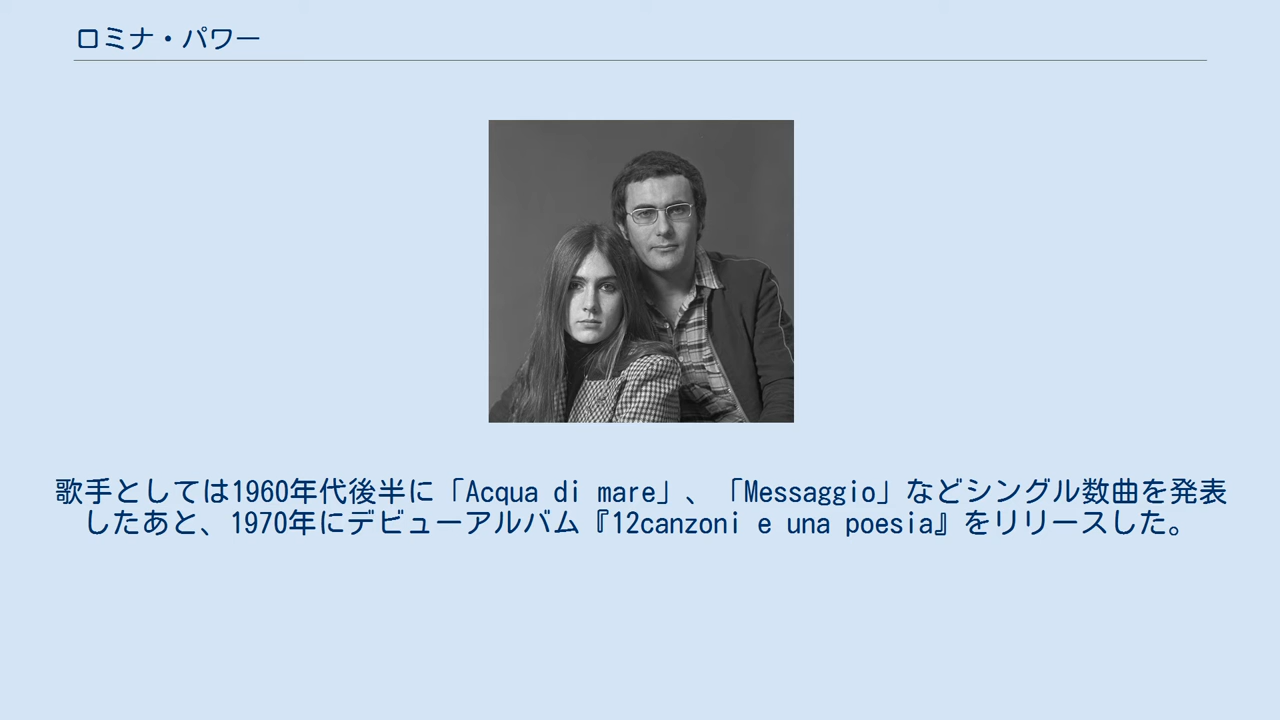 ロミナ・パワー
歌手としては1960年代後半に「Acqua di mare」、「Messaggio」などシングル数曲を発表
したあと、1970年にデビューアルバム『12canzoni e una poesia』をリリースした。